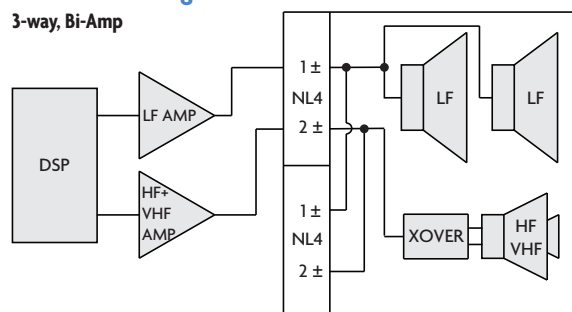 3-way, Bi-Amp
DSP
LF AMP
HF+
VHF
AMP
1 ±
NL4
2 ±
1 ±
NL4
2 ±
LF
LF
XOVER
HF
VHF